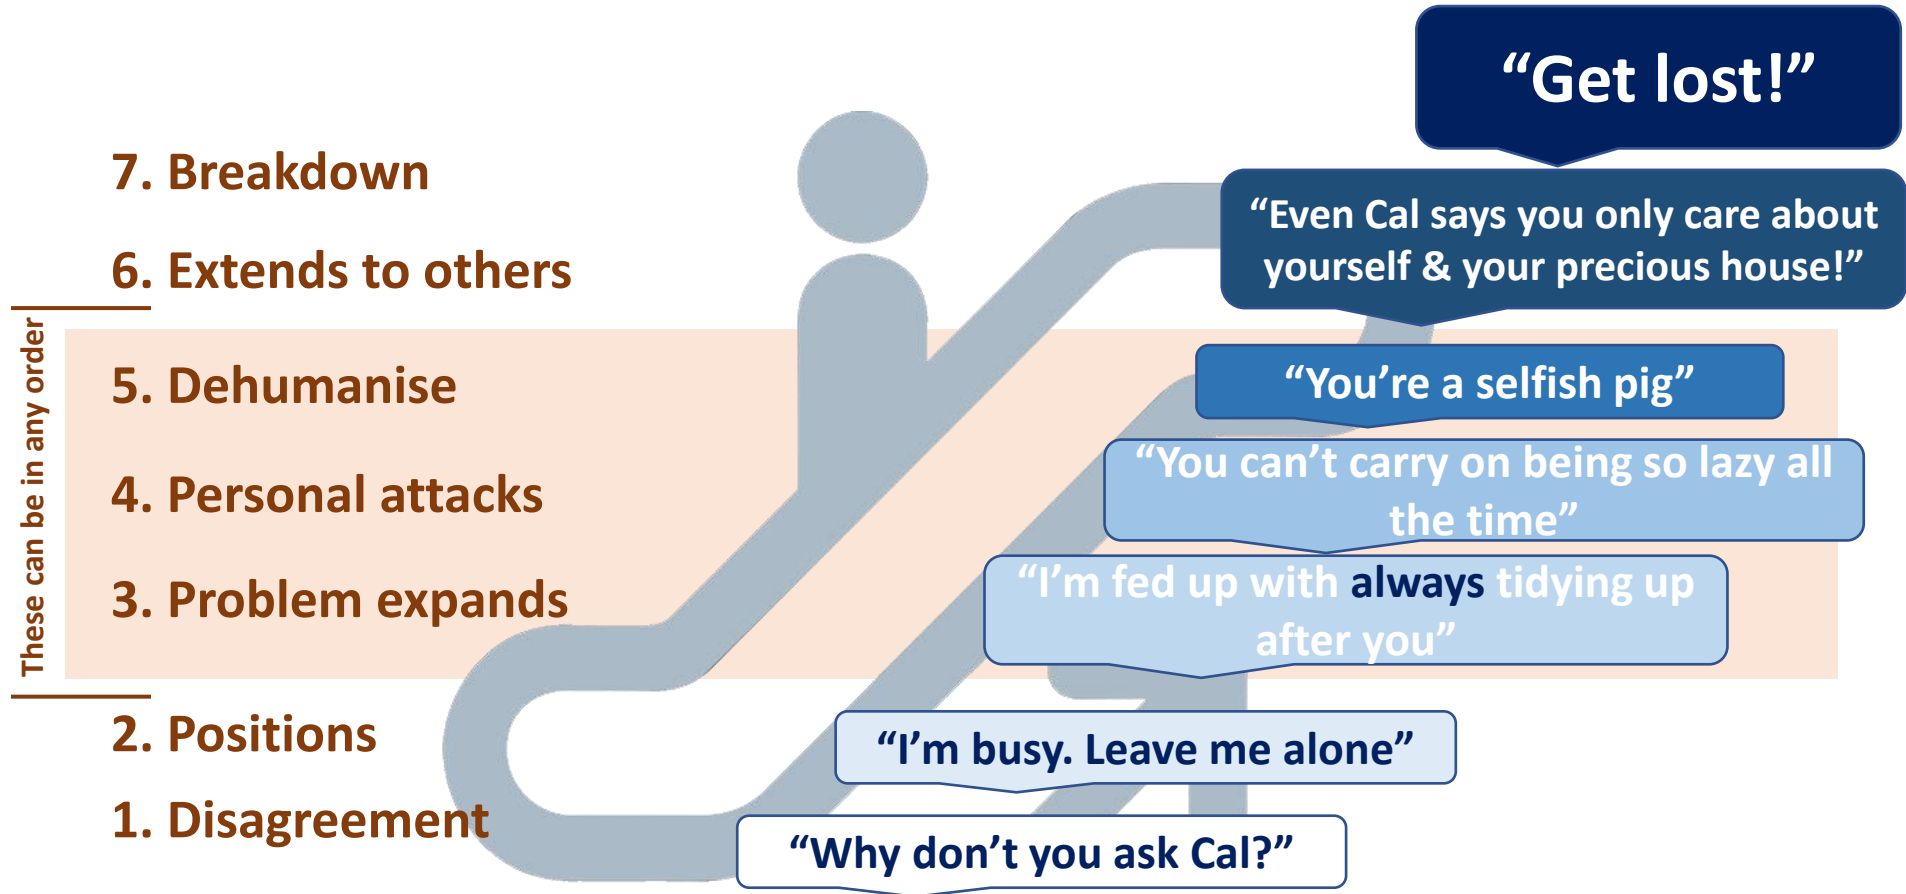 “Get lost!”
7. Breakdown
“Even Cal says you only care about
yourself & your precious house!”
6. Extends to others
These can be in any order
5. Dehumanise
“You’re a selfish pig”
4. Personal attacks
“You can’t carry on being so lazy all
the time”
3. Problem expands
“I’m fed up with always tidying up
after you”
2. Positions
“I’m busy. Leave me alone”
1. Disagreement
“Why don’t you ask Cal?”